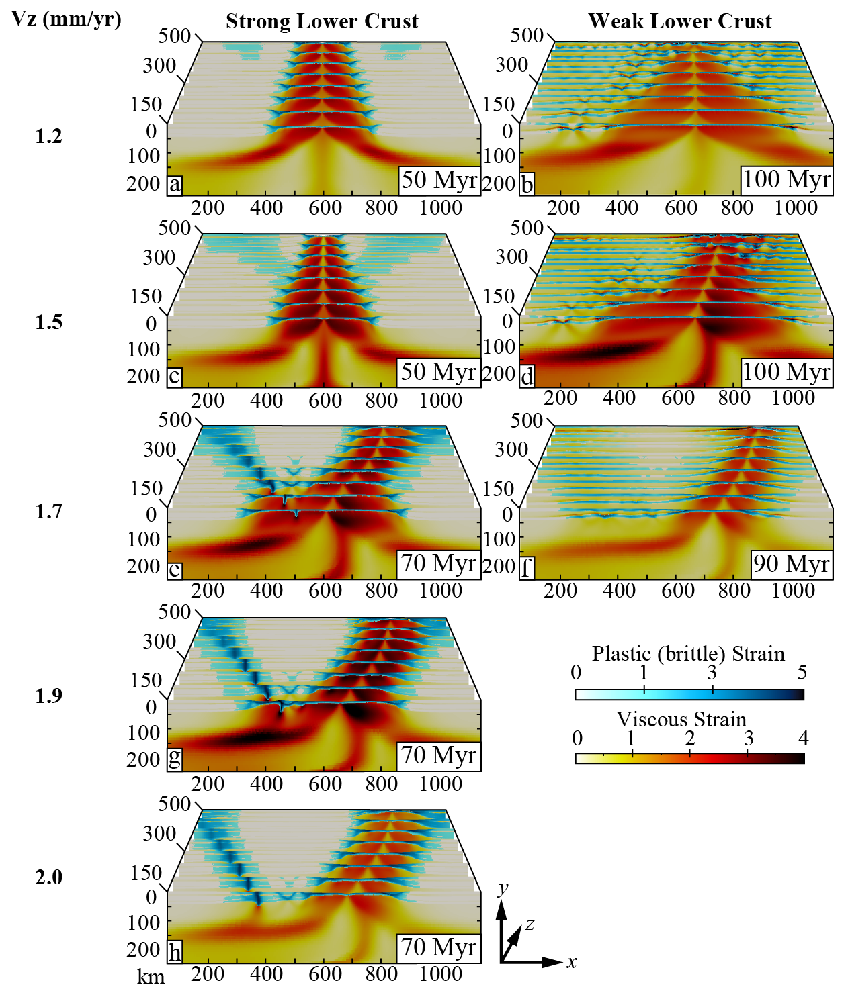 Vz (mm/yr) Strong Lower Crust Weak Lower Crust
1.2
500 300 150 0 100 200
a
50 Myr
200 400 600 800 1000
500 300 150 0 100 200
b
100 Myr
200 400 600 800 1000
1.5
500 300 150 0 100 200
c
50 Myr
200 400 600 800 1000
500 300 150 0 100 200
d
100 Myr
200 400 600 800 1000
1.7
500 300 150 0 100 200
e
70 Myr
200 400 600 800 1000
500 300 150 0 100 200
f
90 Myr
200 400 600 800 1000
1.9
500 300 150 0 100 200
g
70 Myr
200 400 600 800 1000
Plastic (brittle) Strain
0 1 3 5
Viscous Strain
0 1 2 3 4
2.0
500 300 150 0 100 200
h
70 Myr
km 200 400 600 800 1000
y
z
x